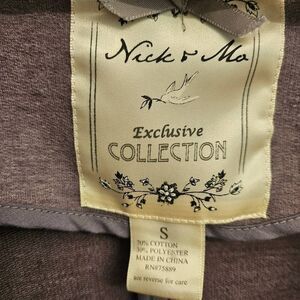 Nick & Mo
Exclusive
COLLECTION
S
70% COTTON
30% POLYESTER
MADE IN CHINA
RN#75889
see reverse for care